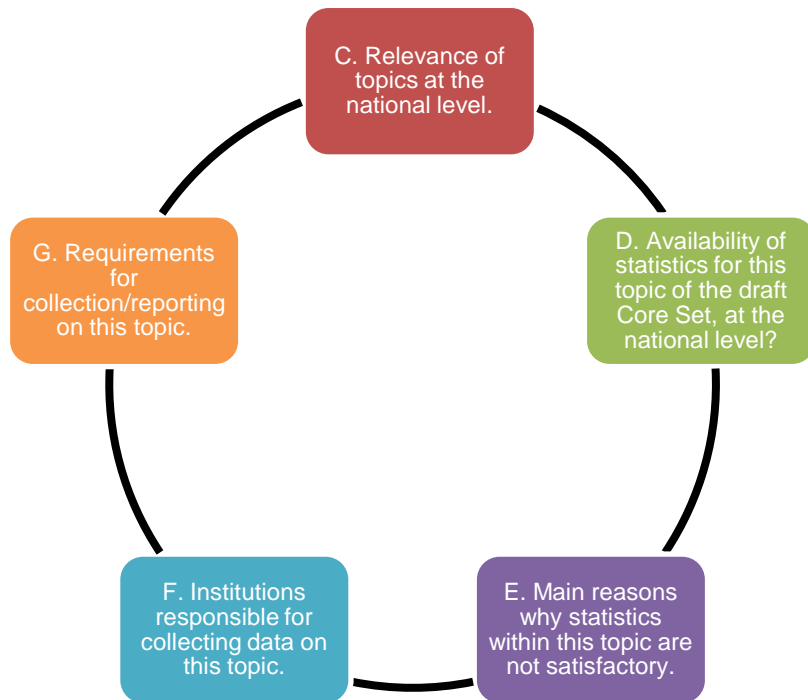 C. Relevance of
topics at the
national level.
D. Availability of
statistics for this
topic of the draft
Core Set, at the
national level?
E. Main reasons
why statistics
within this topic are
not satisfactory.
F. Institutions
responsible for
collecting data on
this topic.
G. Requirements
for
collection/reporting
on this topic.